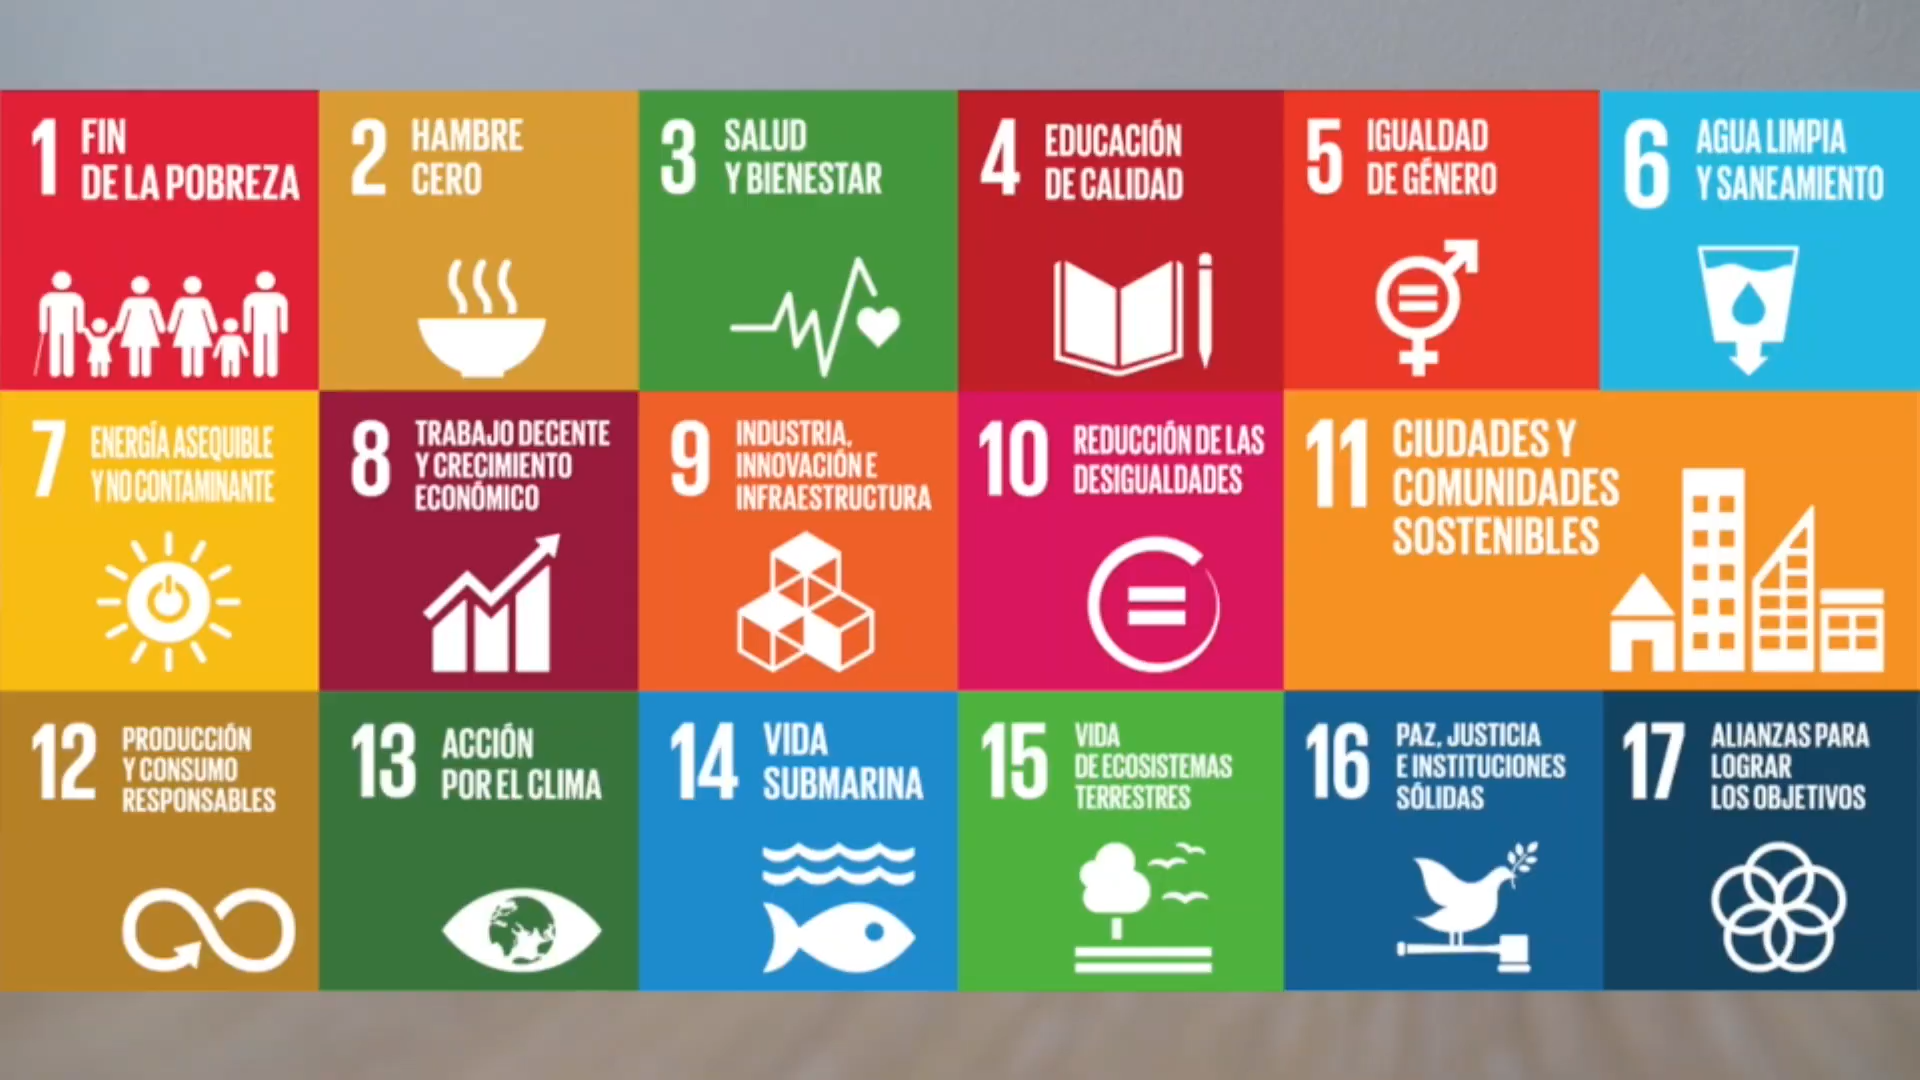 1 FIN
DE LA POBREZA
2 HAMBRE
CERO
3 SALUD
Y BIENESTAR
4 EDUCACIÓN
DE CALIDAD
5 IGUALDAD
DE GÉNERO
6 AGUA LIMPIA
Y SANEAMIENTO
7 ENERGÍA ASEQUIBLE
Y NO CONTAMINANTE
8 TRABAJO DECENTE
Y CRECIMIENTO
ECONÓMICO
9 INDUSTRIA,
INNOVACIÓN E
INFRAESTRUCTURA
10 REDUCCIÓN DE LAS
DESIGUALDADES
11 CIUDADES Y
COMUNIDADES
SOSTENIBLES
12 PRODUCCIÓN
Y CONSUMO
RESPONSABLES
13 ACCIÓN
POR EL CLIMA
14 VIDA
SUBMARINA
15 VIDA
DE ECOSISTEMAS
TERRESTRES
16 PAZ, JUSTICIA
E INSTITUCIONES
SÓLIDAS
17 ALIANZAS PARA
LOGRAR
LOS OBJETIVOS